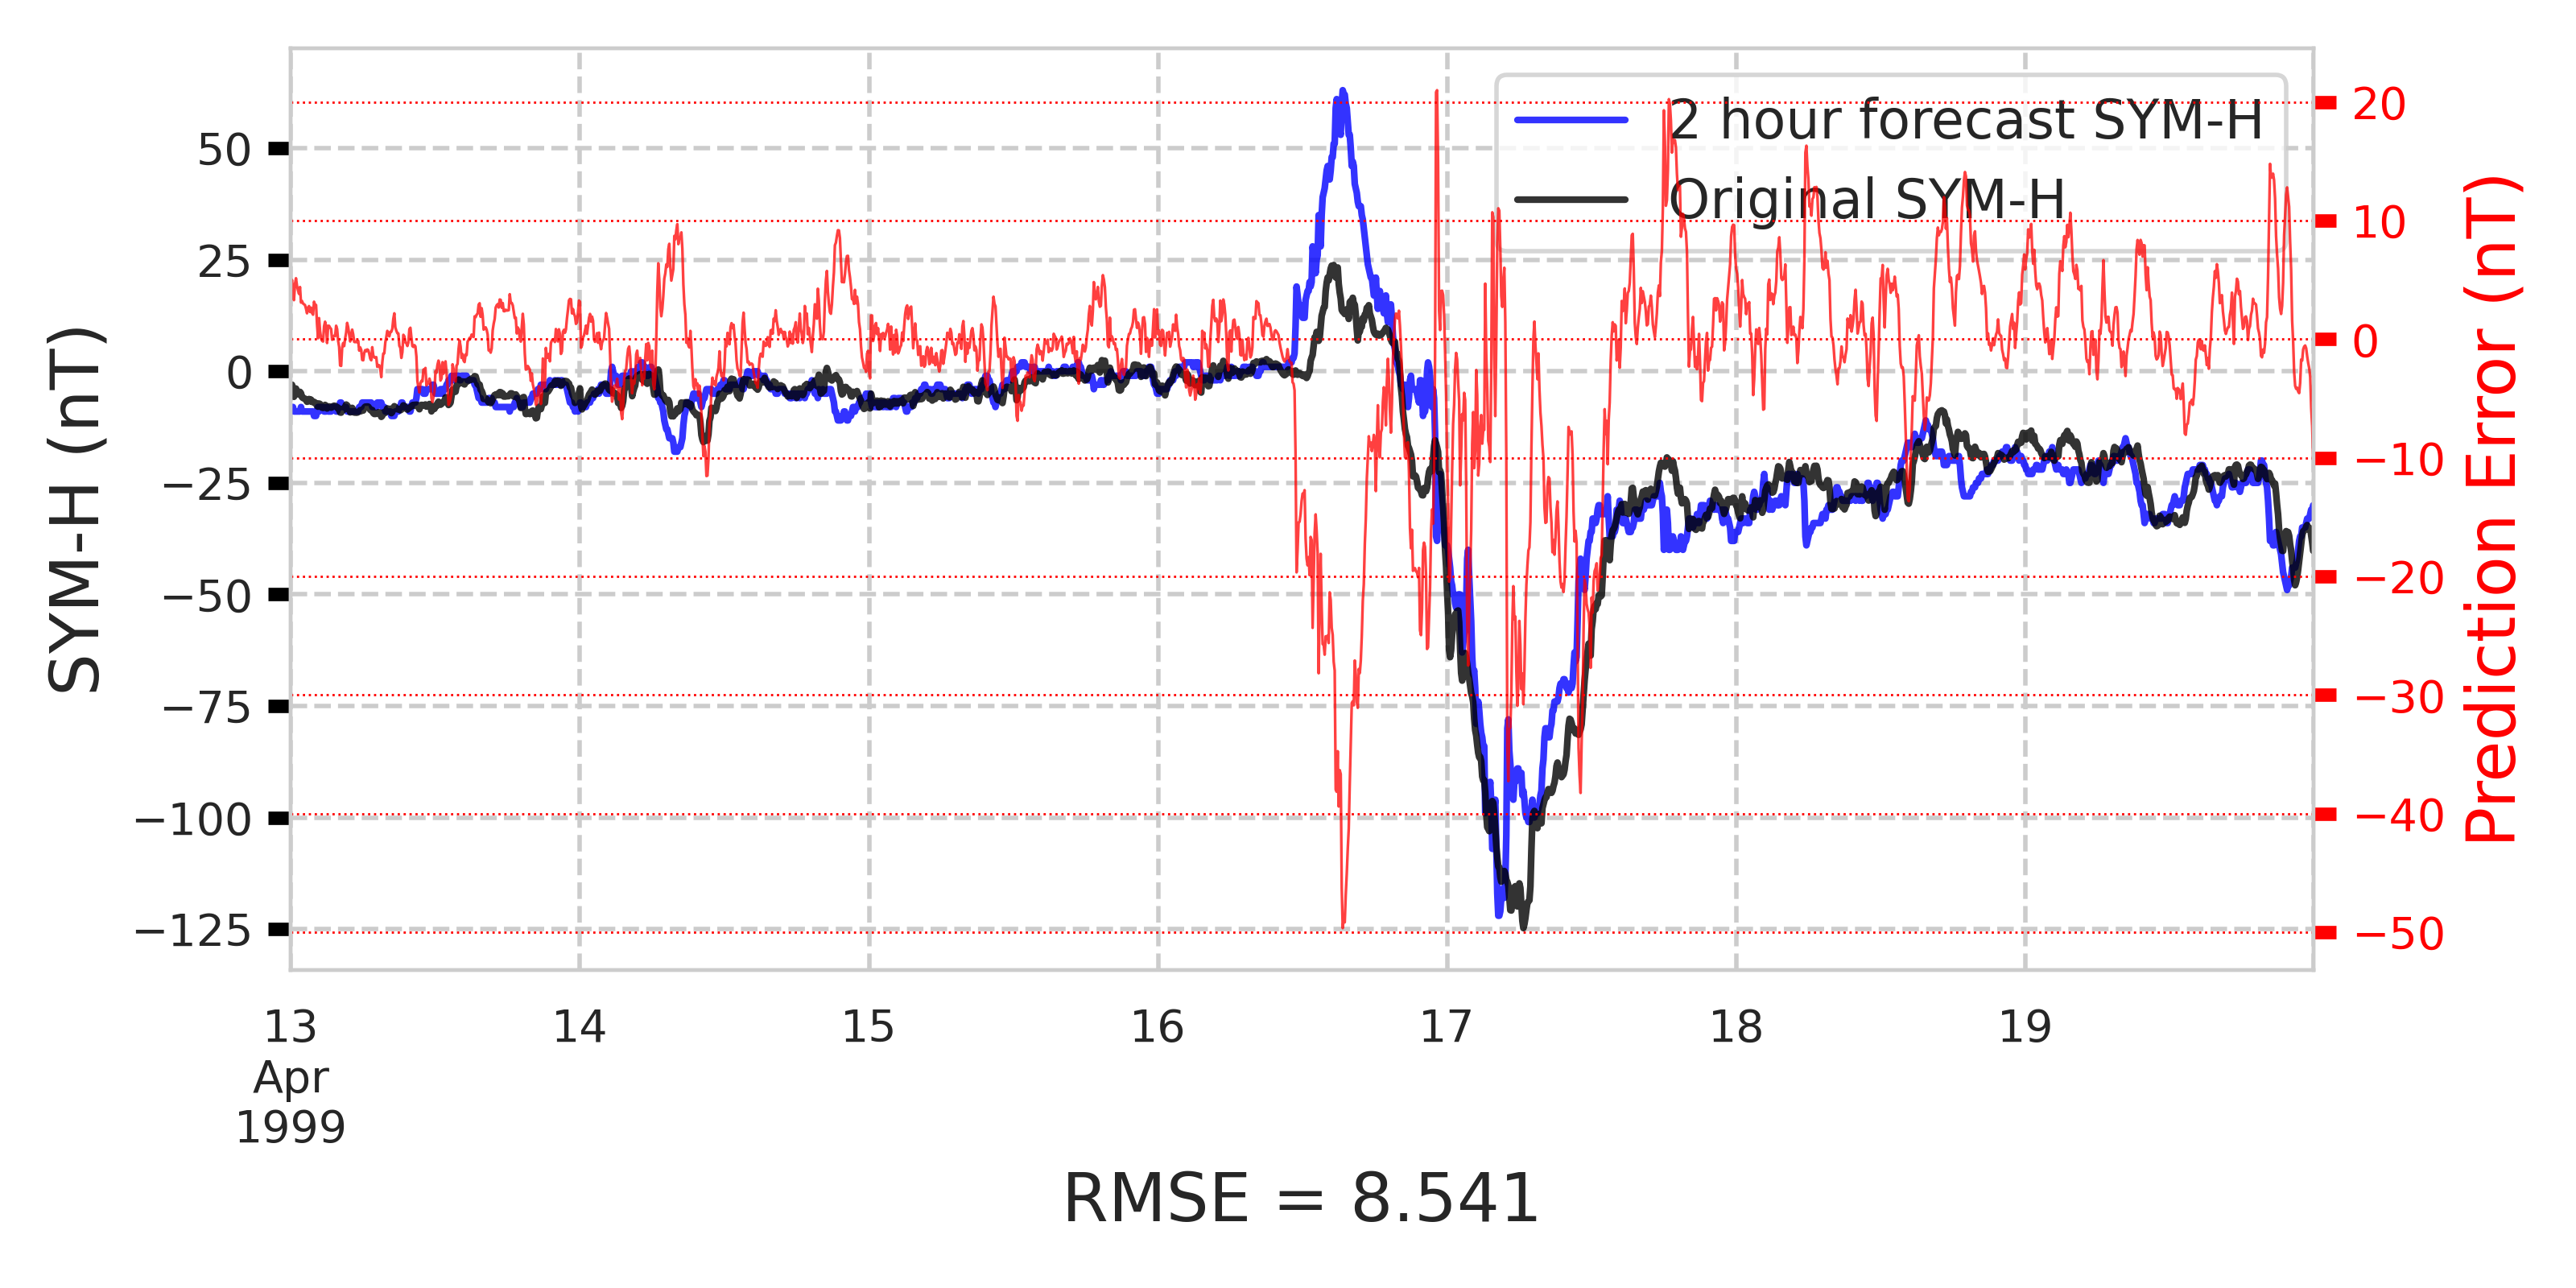 2 hour forecast SYM-H
Original SYM-H
SYM-H (nT)
50
25
0
−25
−50
−75
−100
−125
20
10
0
−10
−20
−30
−40
−50
Prediction Error (nT)
13 14 15 16 17 18 19
Apr
1999
RMSE = 8.541